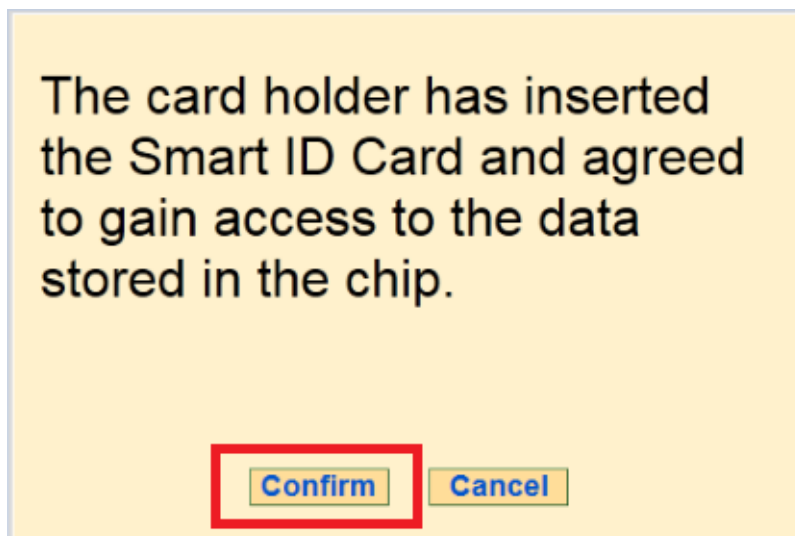 The card holder has inserted
the Smart ID Card and agreed
to gain access to the data
stored in the chip.
Confirm Cancel